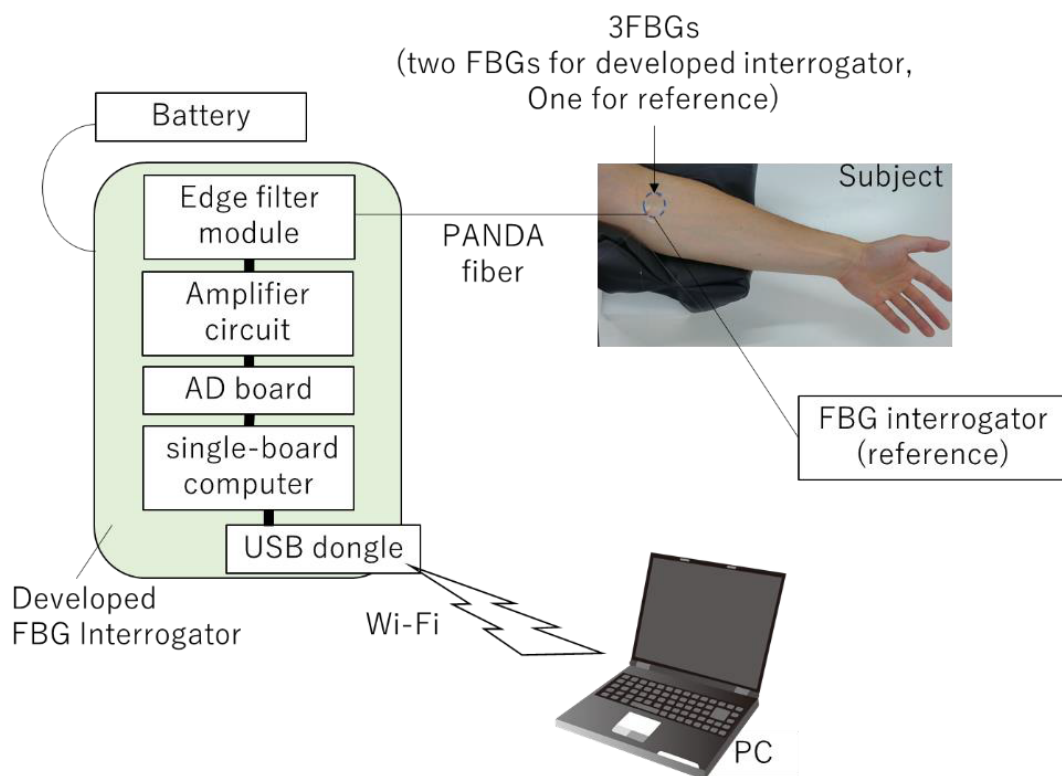 3FBGs
(two FBGs for developed interrogator,
One for reference)
Battery
Edge filter
module
Subject
PANDA
fiber
Amplifier
circuit
AD board
FBG interrogator
(reference)
single-board
computer
USB dongle
Developed
FBG Interrogator
Wi-Fi
PC